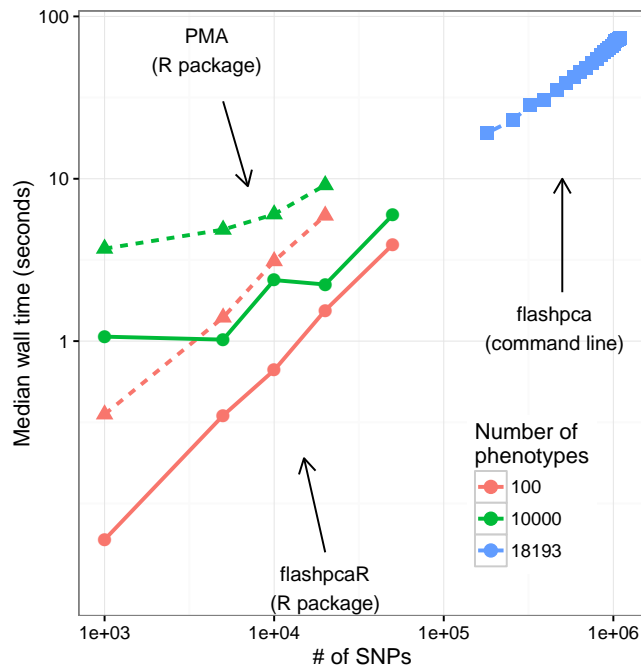 100
10
1
Median wall time (seconds)
PMA
(R package)
flashpca
(command line)
flashpcaR
(R package)
Number of
phenotypes
100
10000
18193
1e+03
1e+04
1e+05
1e+06
# of SNPs